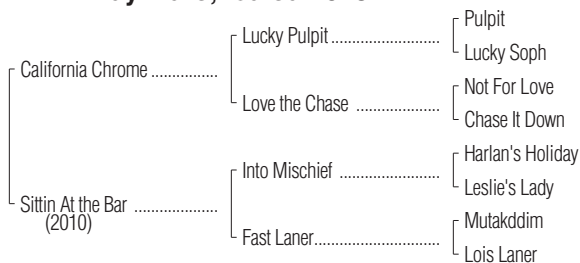 Pulpit
Lucky Pulpit
Lucky Soph
California Chrome
Not For Love
Love the Chase
Chase It Down
Harlan's Holiday
Into Mischief
Leslie's Lady
Sittin At the Bar
(2010)
Mutakddim
Fast Laner
Lois Laner